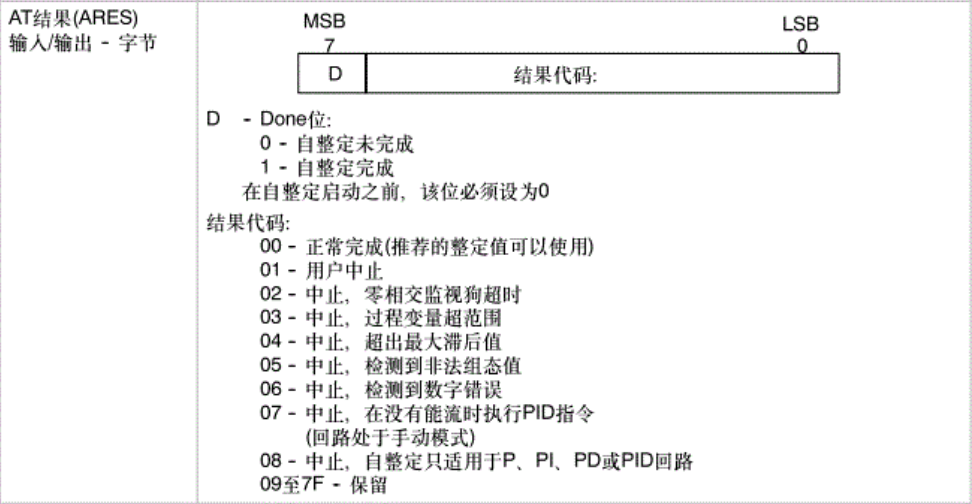 AT结果(ARES)
输入/输出 - 字节
MSB
LSB
7
0
D
结果代码:
D - Done位:
0 - 自整定未完成
1 - 自整定完成
在自整定启动之前, 该位必须设为0
结果代码:
00 - 正常完成(推荐的整定值可以使用)
01 - 用户中止
02 - 中止, 零相交监视狗超时
03 - 中止, 过程变量超范围
04 - 中止, 超出最大滞后值
05 - 中止, 检测到非法组态值
06 - 中止, 检测到数字错误
07 - 中止, 在没有能流时执行PID指令
(回路处于手动模式)
08 - 中止, 自整定只适用于P、PI、PD或PID回路
09至7F - 保留